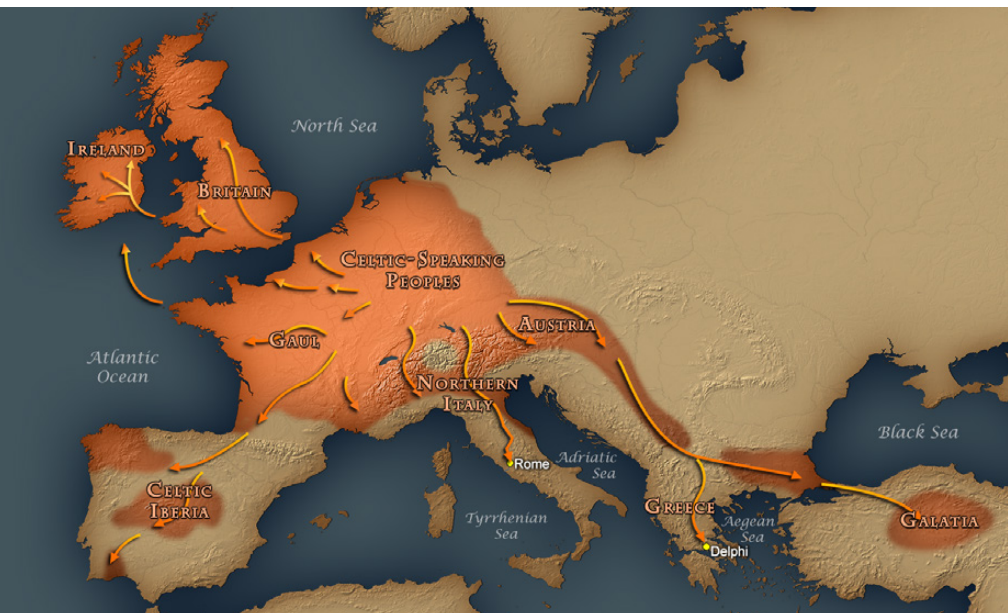 North Sea
IRELAND
BRITAIN
CELTIC-SPEAKING
PEOPLES
AUSTRIA
GAUL
Atlantic
Ocean
NORTHERN
ITALY
Black Sea
Rome
Adriatic
Sea
CELTIC
IBERIA
GREECE
Tyrrhenian
Sea
Aegean
Sea
GALATIA
Delphi